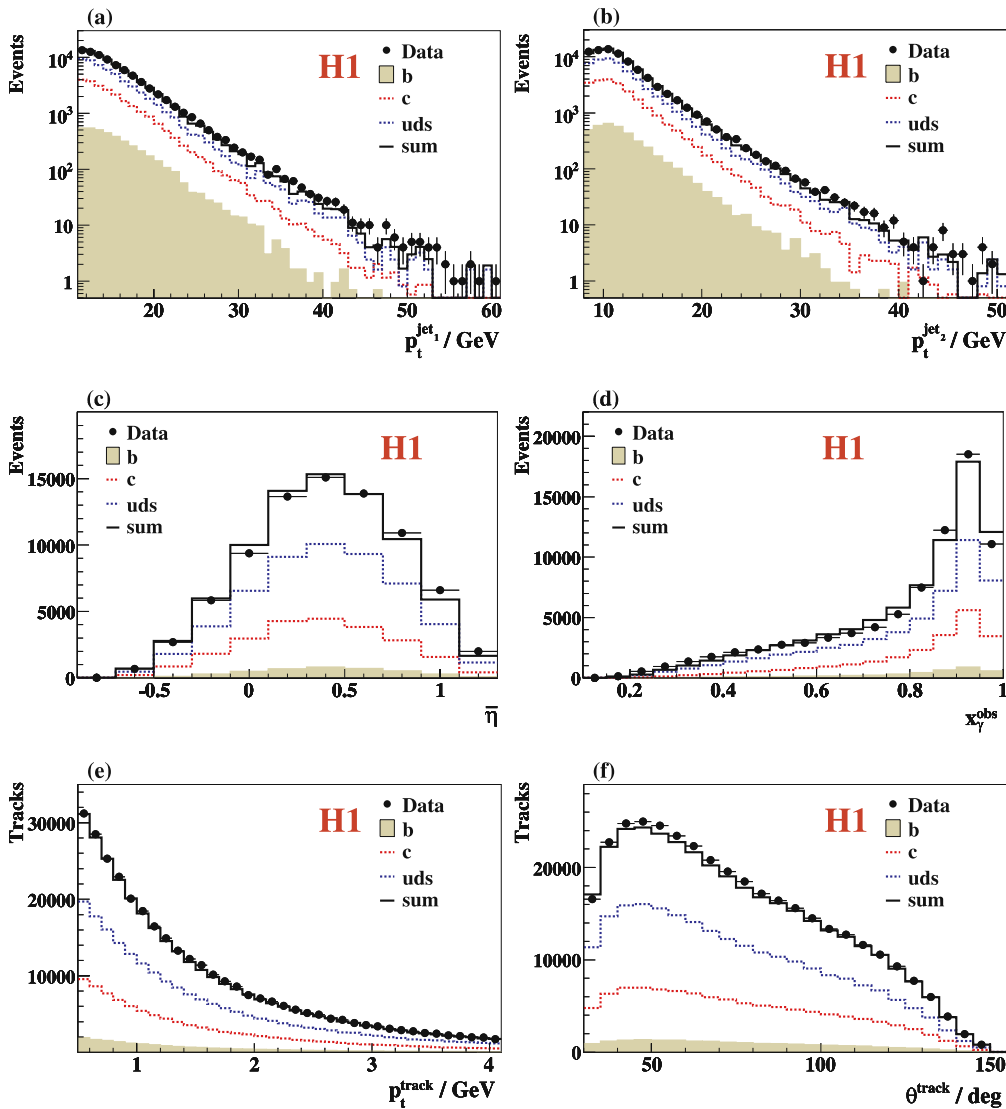 (a)
H1
Data
b
c
uds
sum
Events
10⁴
10³
10²
10
1
20 30 40 50 60
p_t^jet₁ / GeV
(b)
H1
Data
b
c
uds
sum
Events
10⁴
10³
10²
10
1
10 20 30 40 50
p_t^jet₂ / GeV
(c)
H1
Data
b
c
uds
sum
Events
15000
10000
5000
0
-0.5 0 0.5 1
η̅
(d)
H1
Data
b
c
uds
sum
Events
20000
15000
10000
5000
0
0.2 0.4 0.6 0.8 1
x_γ^obs
(e)
H1
Data
b
c
uds
sum
Tracks
30000
20000
10000
1 2 3 4
p_t^track / GeV
(f)
H1
Data
b
c
uds
sum
Tracks
30000
20000
10000
0
50 100 150
θ^track / deg